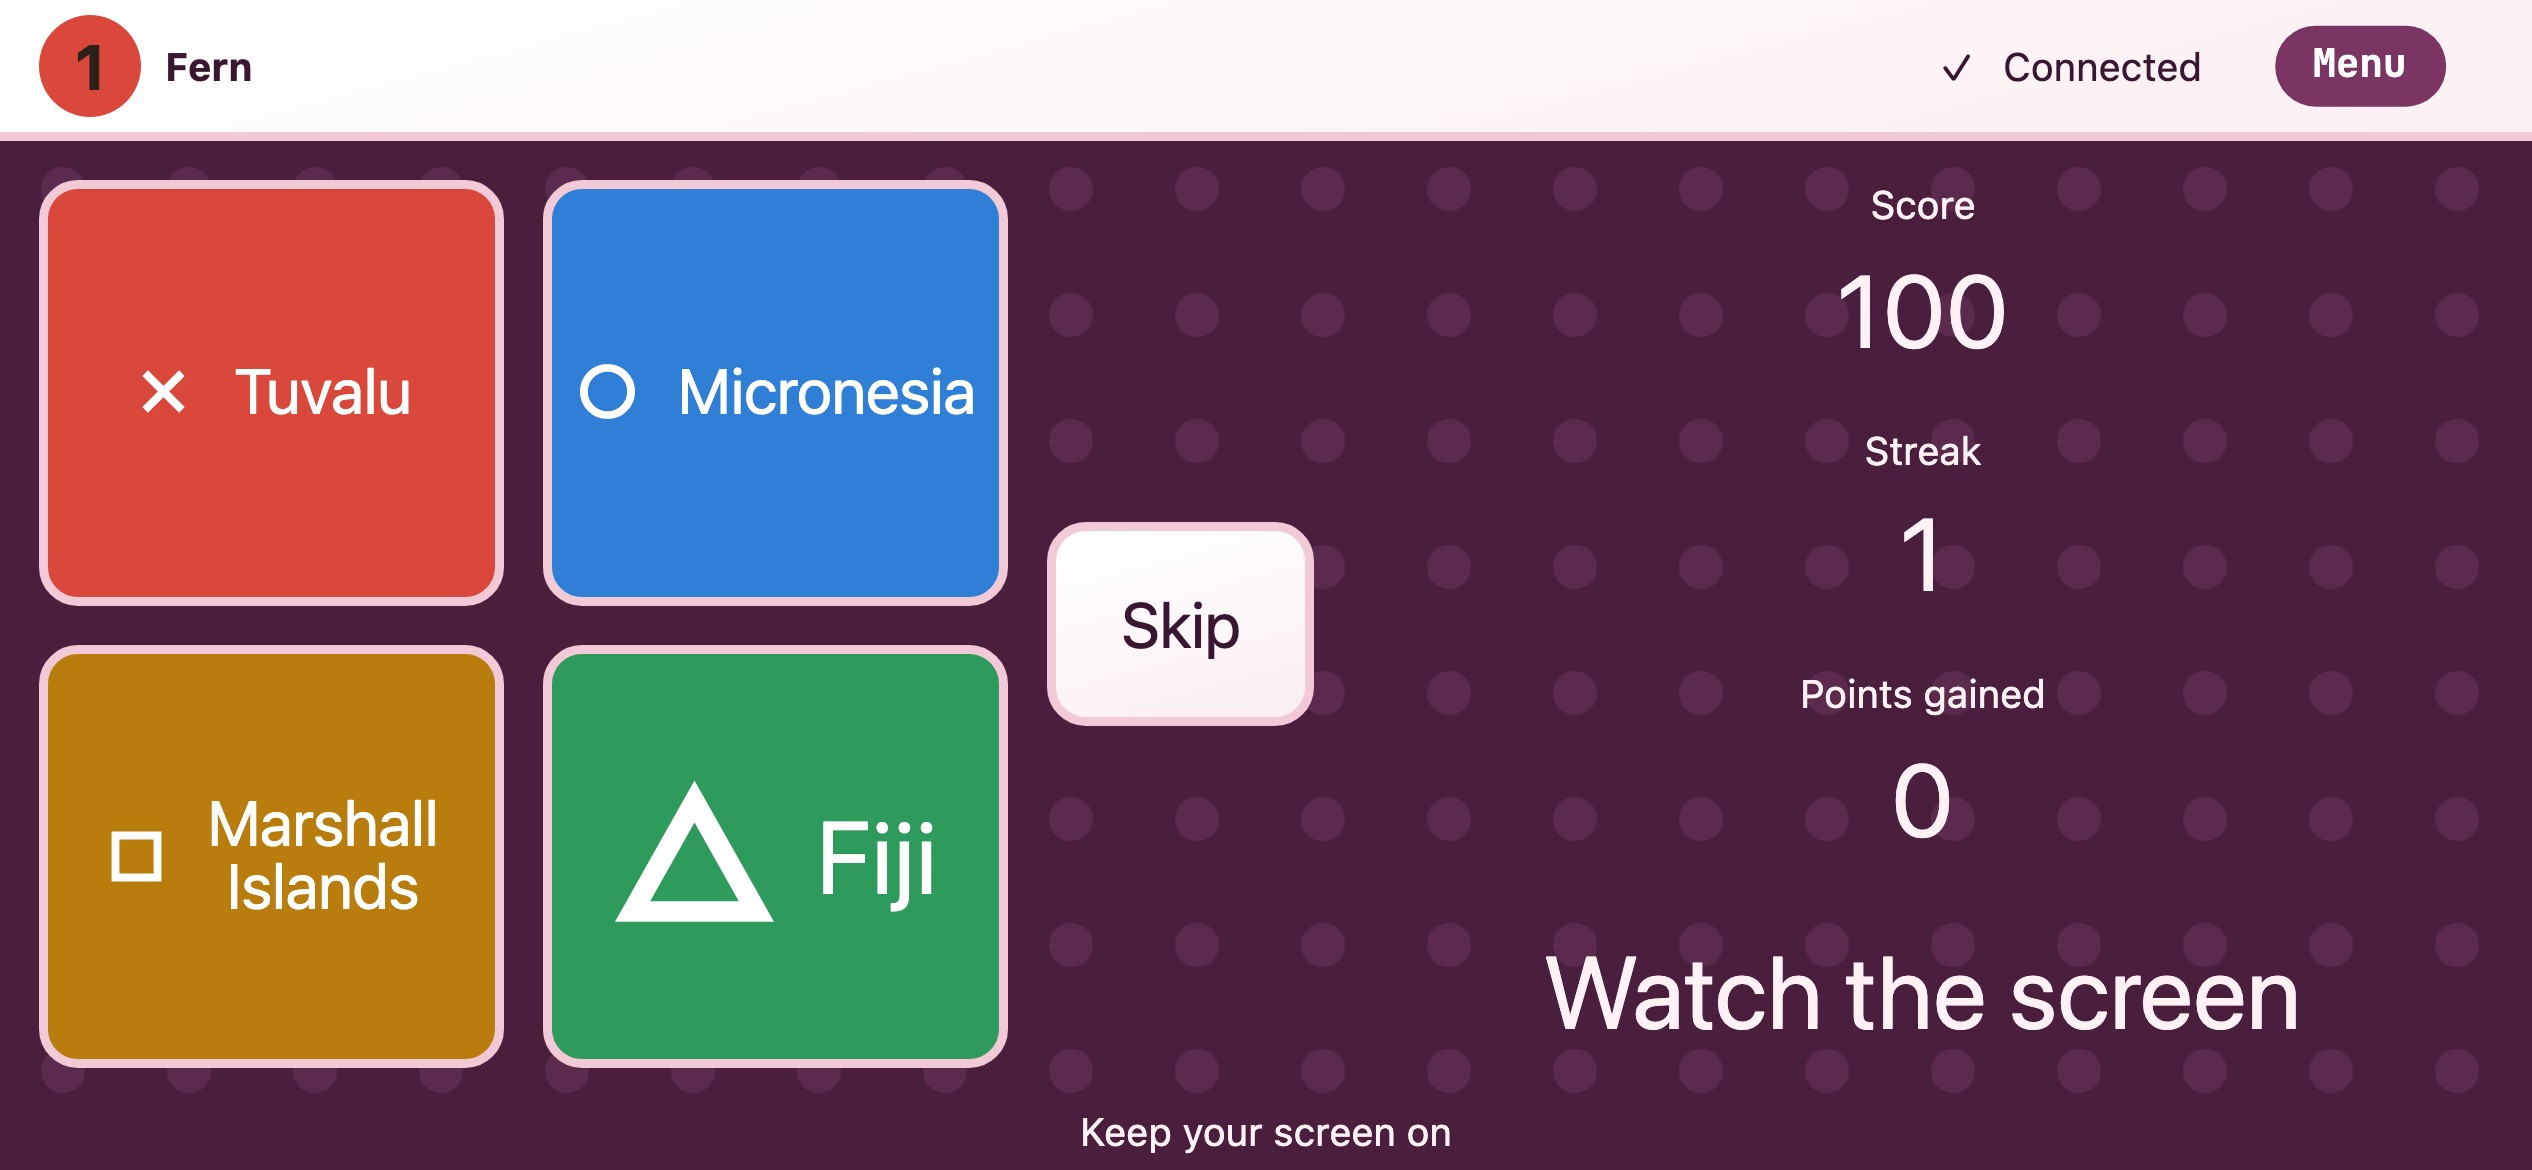 1 Fern
Connected
Menu
Tuvalu
Micronesia
Marshall
Islands
Fiji
Skip
Score
100
Streak
1
Points gained
0
Watch the screen
Keep your screen on